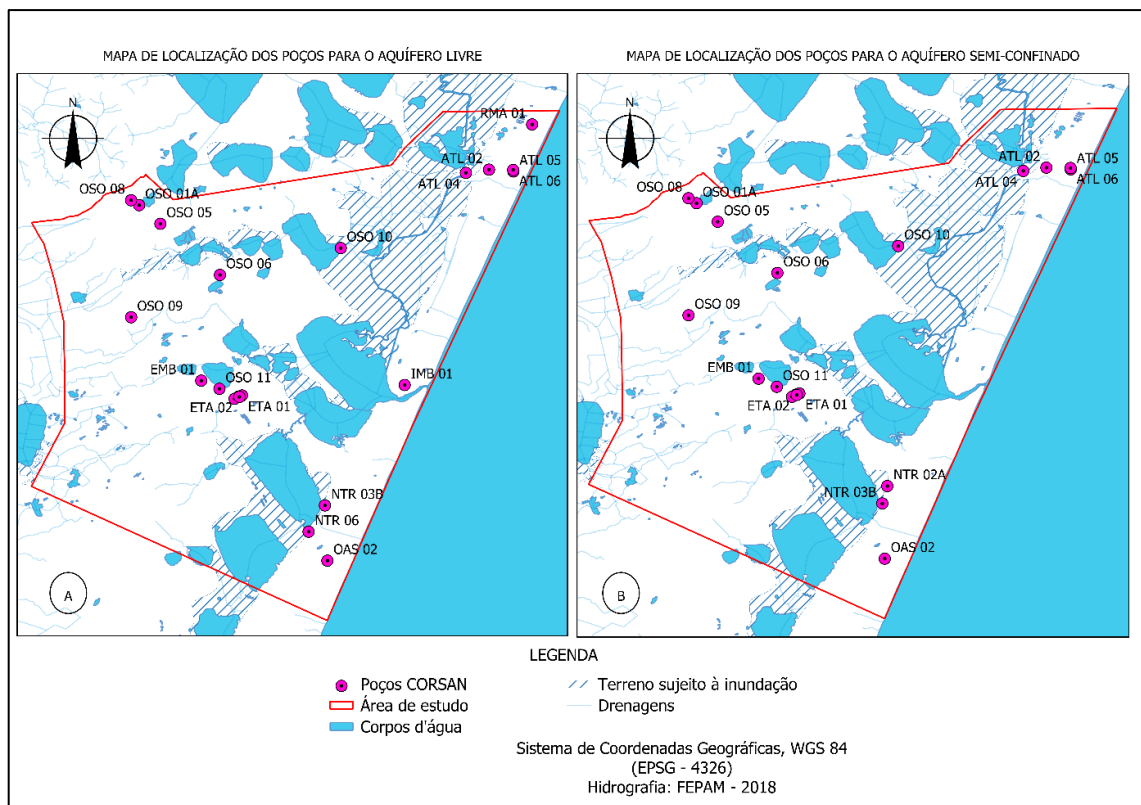 MAPA DE LOCALIZAÇÃO DOS POÇOS PARA O AQUÍFERO LIVRE
N
RMA 01
ATL 02
ATL 05
ATL 04
ATL 06
OSO 08
OSO 01A
OSO 05
OSO 10
OSO 06
OSO 09
EMB 01
OSO 11
IMB 01
ETA 02
ETA 01
NTR 03B
NTR 06
OAS 02
A
MAPA DE LOCALIZAÇÃO DOS POÇOS PARA O AQUÍFERO SEMI-CONFINADO
N
ATL 02
ATL 05
ATL 04
ATL 06
OSO 08
OSO 01A
OSO 05
OSO 10
OSO 06
OSO 09
EMB 01
OSO 11
ETA 02
ETA 01
NTR 02A
NTR 03B
OAS 02
B
LEGENDA
Poços CORSAN
Área de estudo
Corpos d'água
Terreno sujeito à inundação
Drenagens
Sistema de Coordenadas Geográficas, WGS 84
(EPSG - 4326)
Hidrografia: FEPAM - 2018